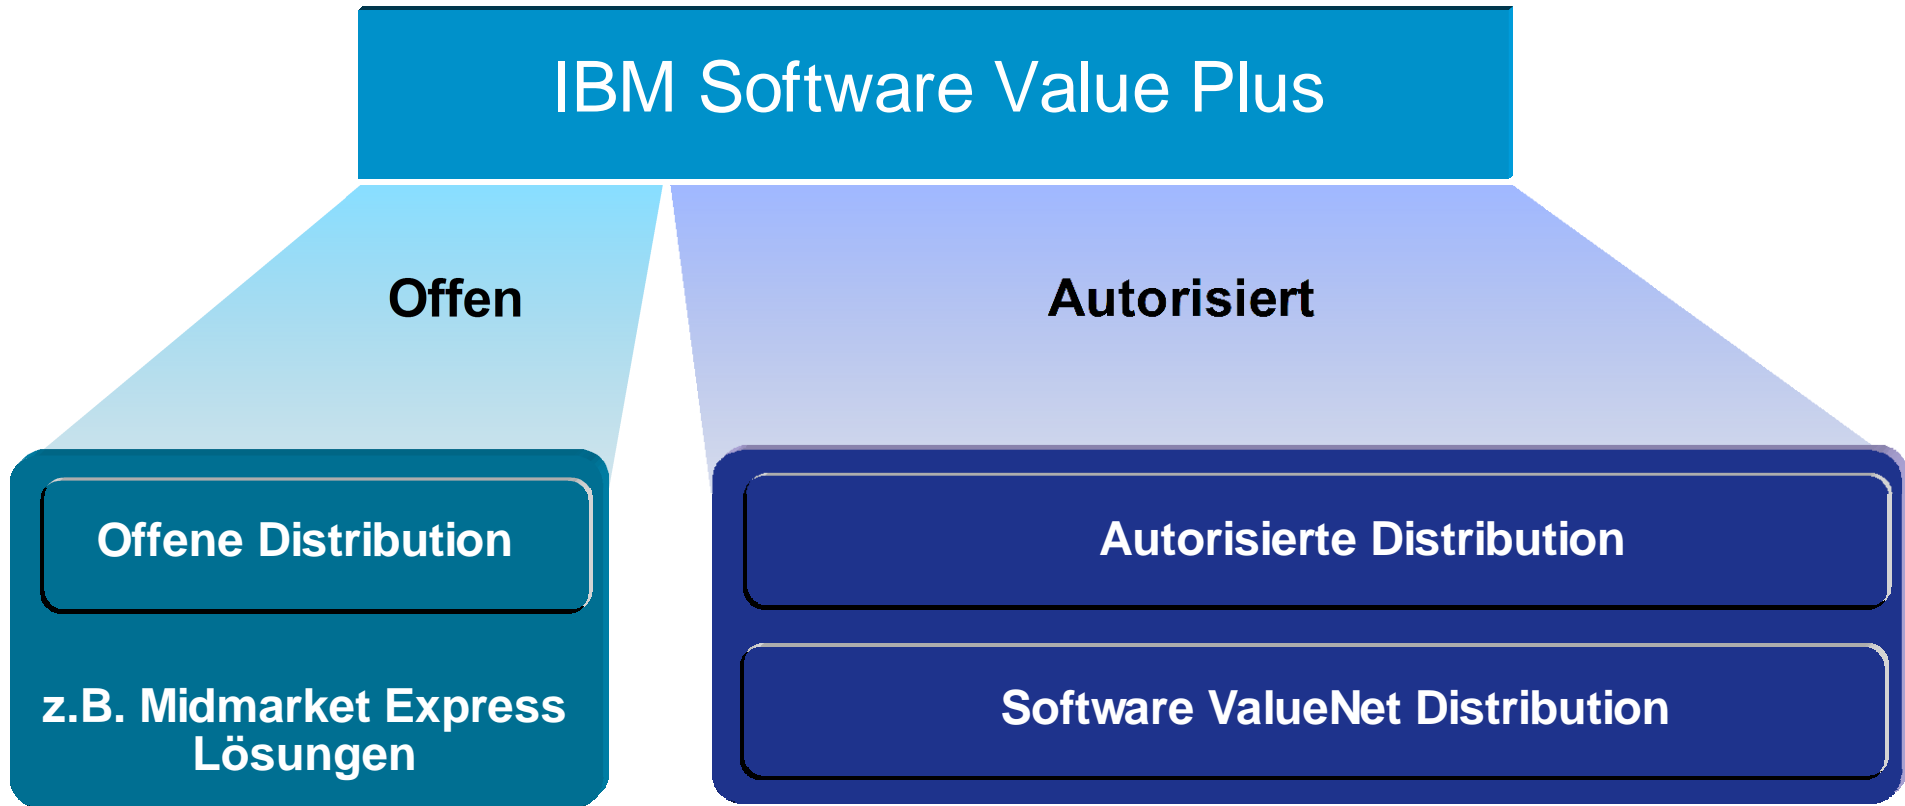 IBM Software Value Plus
Offen
Autorisiert
Offene Distribution
z.B. Midmarket Express
Lösungen
Autorisierte Distribution
Software ValueNet Distribution